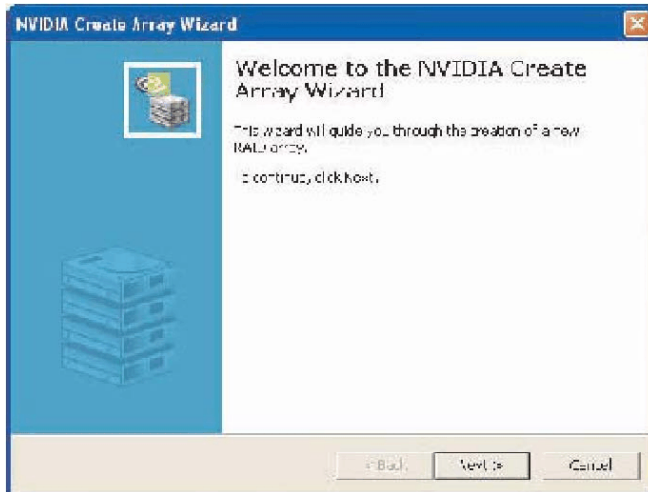 NVIDIA Create Array Wizard
Welcome to the NVIDIA Create
Array Wizard
This wizard will guide you through the creation of a new
RAID array.
To continue, click Next.
< Back
Next >
Cancel